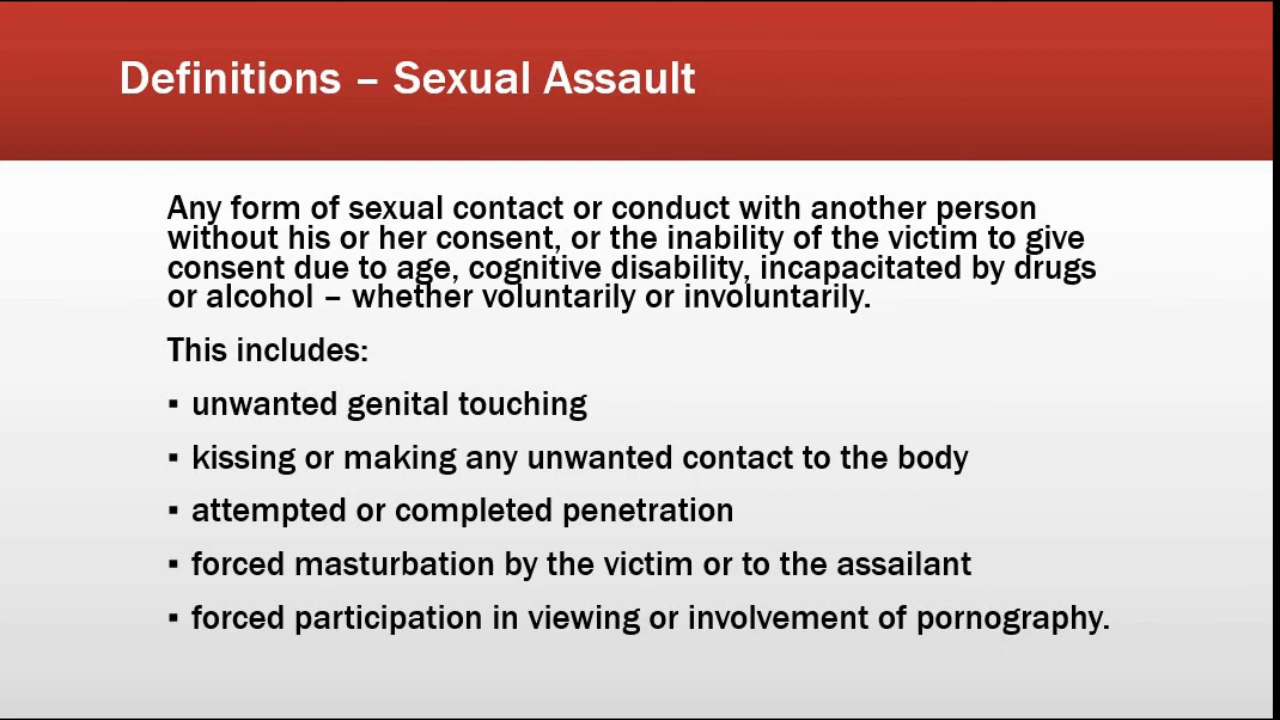 Definitions – Sexual Assault
Any form of sexual contact or conduct with another person
without his or her consent, or the inability of the victim to give
consent due to age, cognitive disability, incapacitated by drugs
or alcohol – whether voluntarily or involuntarily.
This includes:
▪ unwanted genital touching
▪ kissing or making any unwanted contact to the body
▪ attempted or completed penetration
▪ forced masturbation by the victim or to the assailant
▪ forced participation in viewing or involvement of pornography.